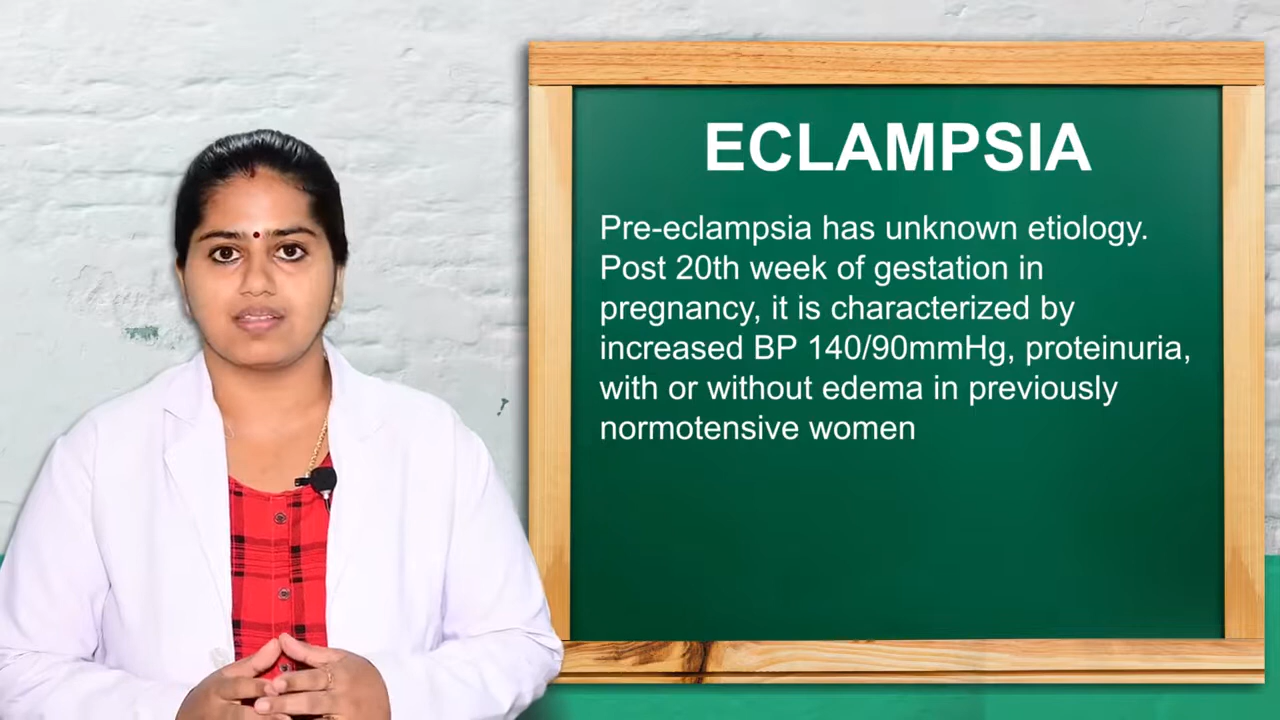 ECLAMPSIA
Pre-eclampsia has unknown etiology.
Post 20th week of gestation in
pregnancy, it is characterized by
increased BP 140/90mmHg, proteinuria,
with or without edema in previously
normotensive women